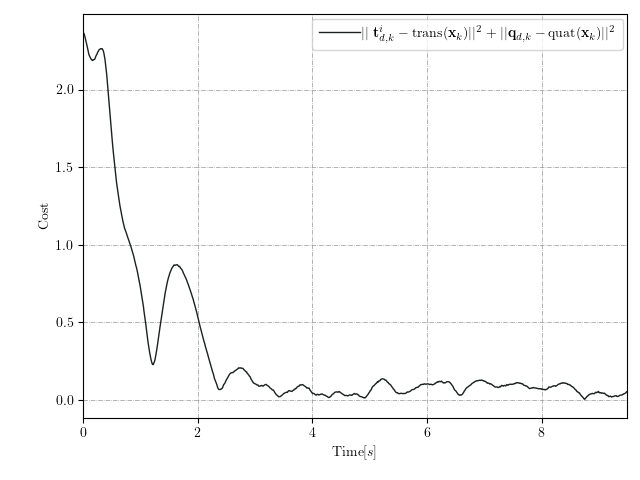 || t^i_{d,k} − trans(x_k)||^2 + ||q_{d,k} − quat(x_k)||^2
2.0
1.5
1.0
0.5
0.0
Cost
0 2 4 6 8
Time[s]